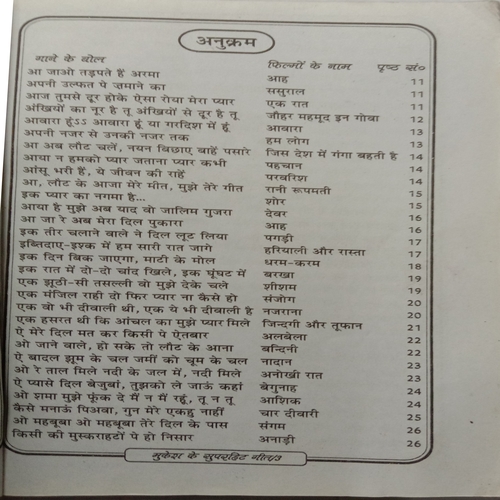 अनुक्रम
गाने के बोल फिल्मों के नाम पृष्ठ सं०
आ जाओ तड़पते हैं अरमा आह 11
अपनी उल्फत पे ज़माने का ससुराल 11
आज तुमसे दूर होके ऐसा रोया मेरा प्यार एक रात 11
अंखियों का नूर है तू अंखियों से दूर है तू जौहर महमूद इन गोवा 12
आवारा हूंऽऽ आवारा हूं या गरदिश में हूं आवारा 13
अपनी नजर से उनकी नजर तक हम लोग 13
आ अब लौट चलें, नयन बिछाए बाहें पसारे जिस देश में गंगा बहती है 14
आया न हमको प्यार जताना प्यार कभी पहचान 14
आंसू भरी हैं, ये जीवन की राहें परवरिश 14
आ, लौट के आजा मेरे मीत, मुझे तेरे गीत रानी रूपमती 15
इक प्यार का नगमा है... शोर 15
आया है मुझे अब याद वो जालिम गुजरा देवर 16
आ जा रे अब मेरा दिल पुकारा आह 16
इक तीर चलाने वाले ने दिल लूट लिया पगड़ी 17
इब्तिदाए-इश्क में हम सारी रात जागे हरियाली और रास्ता 17
इक दिन बिक जाएगा, माटी के मोल धरम-करम 18
इक रात में दो-दो चांद खिले, इक घूंघट में बरखा 19
एक झूठी-सी तसल्ली वो मुझे देके चले शीशम 19
एक मंजिल राही दो फिर प्यार ना कैसे हो संजोग 20
एक वो भी दीवाली थी, एक ये भी दीवाली है नजराना 20
एक हसरत थी कि आंचल का मुझे प्यार मिले जिन्दगी और तूफान 21
ऐ मेरे दिल मत कर किसी पे ऐतबार अलबेला 22
ओ जाने वाले, हो सके तो लौट के आना बन्दिनी 22
ऐ बादल झूम के चल जमीं को चूम के चल नादान 23
ओ रे ताल मिले नदी के जल में, नदी मिले अनोखी रात 23
ऐ प्यासे दिल बेजुबां, तुझको ले जाऊं कहां बेगुनाह 24
ओ शमा मुझे फूंक दे मैं न मैं रहूं, तू न तू आशिक 24
कैसे मनाऊं पिअवा, गुन मेरे एकहु नाहीं चार दीवारी 25
ओ महबूबा ओ महबूबा तेरे दिल के पास संगम 26
किसी की मुस्कराहटों पे हो निसार अनाड़ी 26
मुकेश के सुपरहिट गीत/3